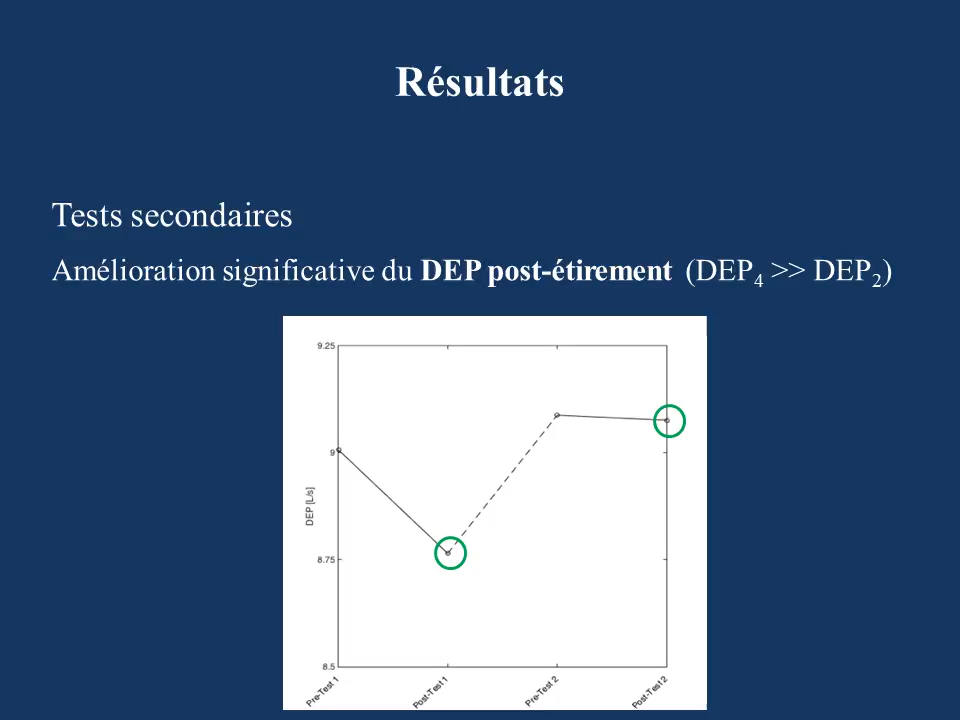 Résultats
Tests secondaires
Amélioration significative du DEP post-étirement (DEP4 >> DEP2)
9.25
9
8.75
8.5
DEP [L/s]
Pre-Test 1
Post-Test 1
Pre-Test 2
Post-Test 2